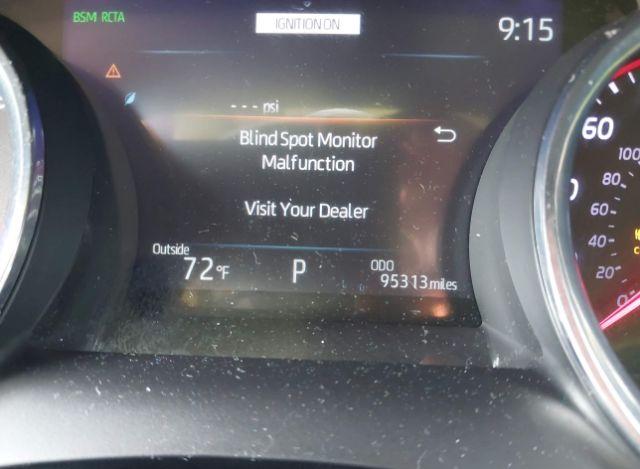 BSM RCTA
IGNITION ON
9:15
--- psi
Blind Spot Monitor
Malfunction
Visit Your Dealer
Outside
72°F
P
ODO
95313 miles
60
100
80
60
40
20
0